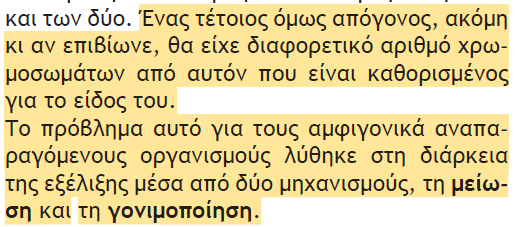 και των δύο. Ένας τέτοιος όμως απόγονος, ακόμη
κι αν επιβίωνε, θα είχε διαφορετικό αριθμό χρω-
μοσωμάτων από αυτόν που είναι καθορισμένος
για το είδος του.
Το πρόβλημα αυτό για τους αμφιγονικά αναπα-
ραγόμενους οργανισμούς λύθηκε στη διάρκεια
της εξέλιξης μέσα από δύο μηχανισμούς, τη μείω-
ση και τη γονιμοποίηση.